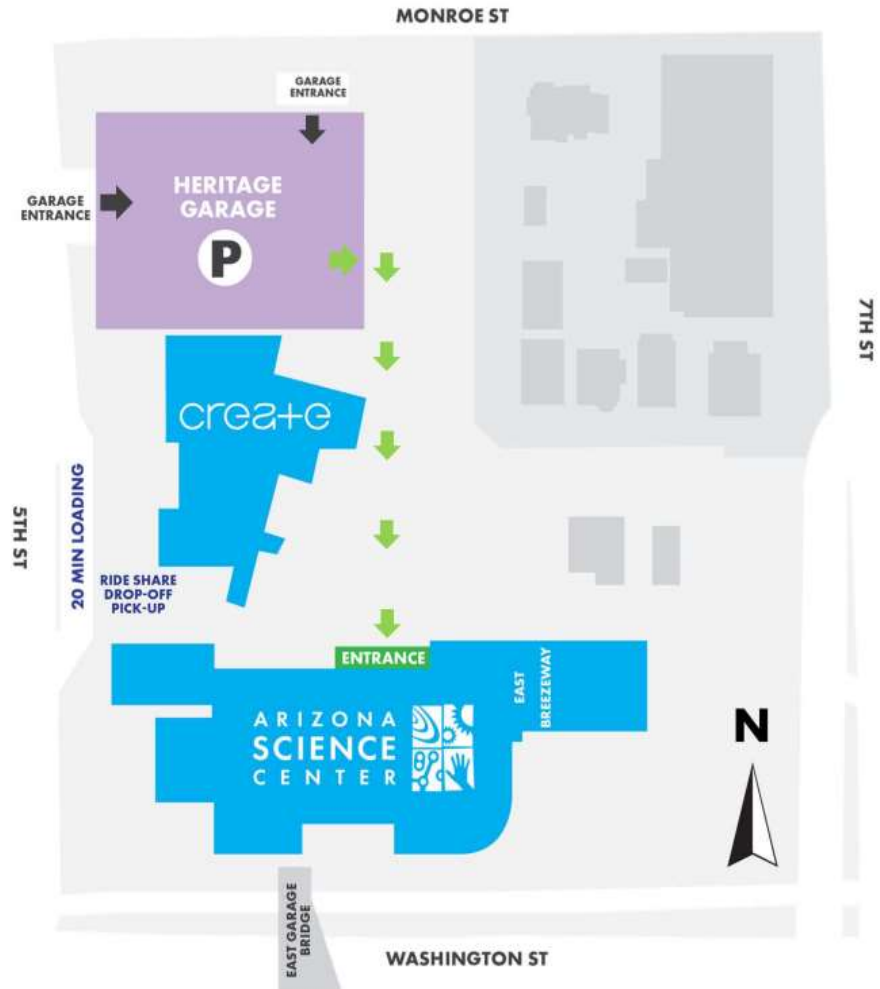 MONROE ST
GARAGE
ENTRANCE
HERITAGE
GARAGE
P
GARAGE
ENTRANCE
7TH ST
create
5TH ST
20 MIN LOADING
RIDE SHARE
DROP-OFF
PICK-UP
ENTRANCE
EAST
BREEZEWAY
ARIZONA
SCIENCE
CENTER
N
EAST GARAGE
BRIDGE
WASHINGTON ST